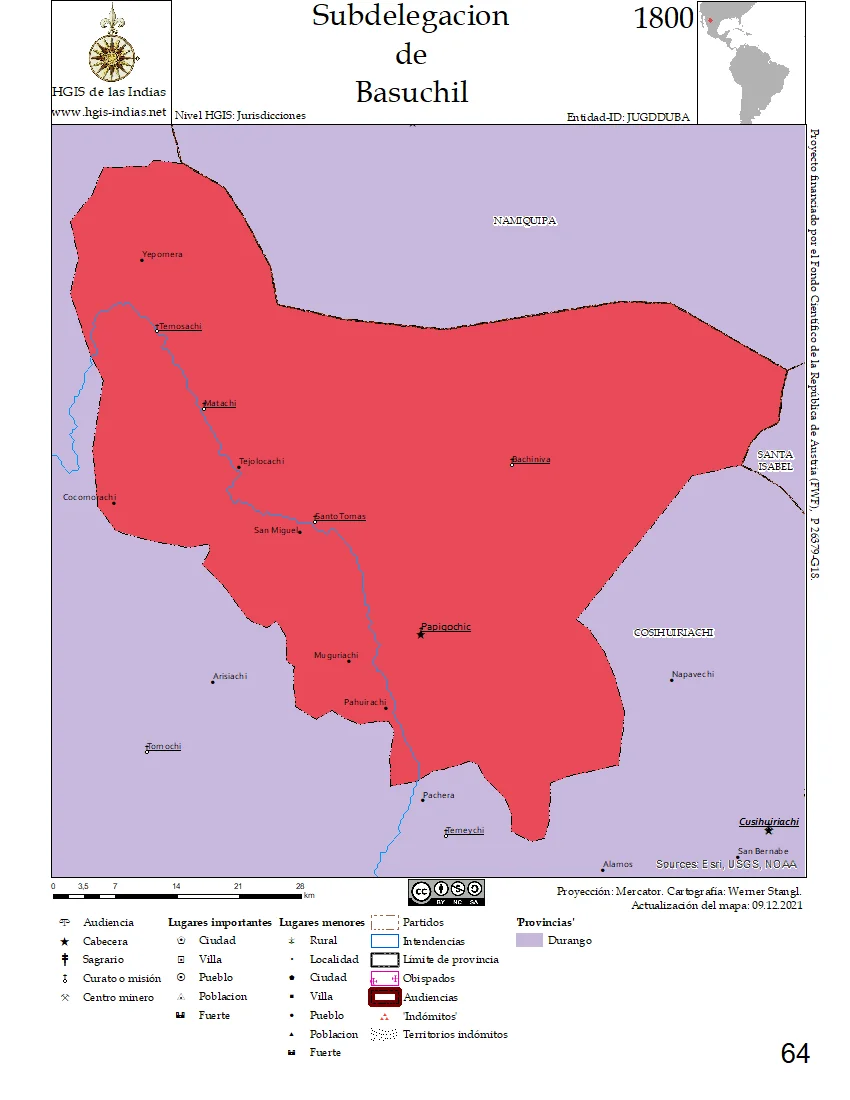 Subdelegacion
de
Basuchil
1800
HGIS de las Indias
www.hgis-indias.net
Nivel HGIS: Jurisdicciones
Entidad-ID: JUGDDUBA
Proyecto financiado por el Fondo Científico de la República de Austria (FWF), P 26379-G18.
NAMIQUIPA
Yepomera
Temosachi
Matachi
Tejolocachi
Bachiniva
SANTA
ISABEL
Cocomorachi
Santo Tomas
San Miguel
Papigochic
COSIHUIRIACHI
Muguriachi
Arisiachi
Napavechi
Pahuirachi
Tomochi
Pachera
Temeychi
Cusihuiriachi
San Bernabe
Alamos
Sources: Esri, USGS, NOAA
0 3,5 7 14 21 28
km
CC BY NC SA
Proyección: Mercator. Cartografía: Werner Stangl.
Actualización del mapa: 09.12.2021
Audiencia
Cabecera
Sagrario
Curato o misión
Centro minero
Lugares importantes
Ciudad
Villa
Pueblo
Poblacion
Fuerte
Lugares menores
Rural
Localidad
Ciudad
Villa
Pueblo
Poblacion
Fuerte
Partidos
Intendencias
Límite de provincia
Obispados
Audiencias
'Indómitos'
Territorios indómitos
'Provincias'
Durango
64